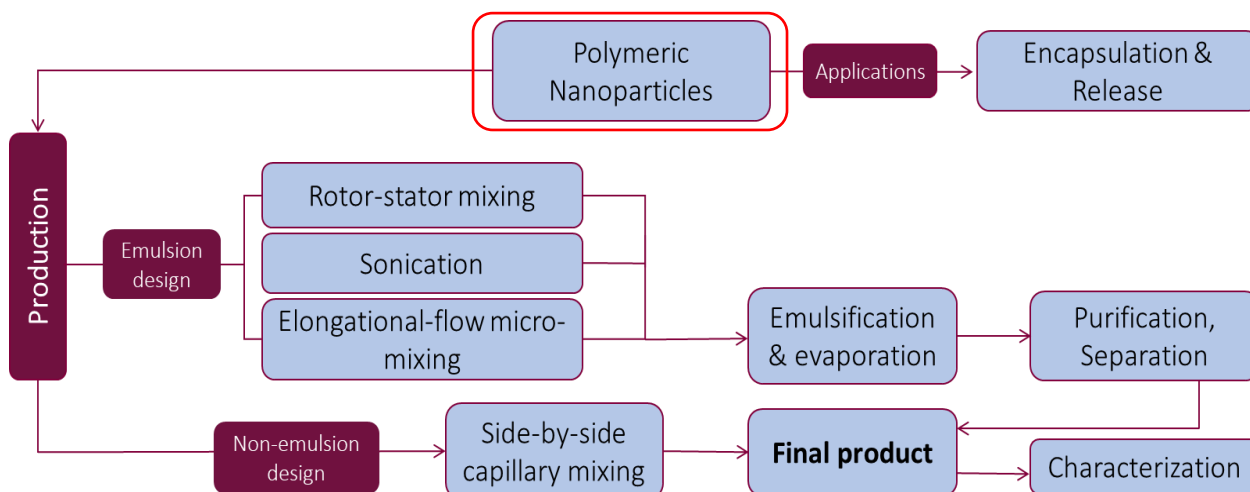 Polymeric
Nanoparticles
Applications
Encapsulation &
Release
Production
Emulsion
design
Rotor-stator mixing
Sonication
Elongational-flow micro-
mixing
Emulsification
& evaporation
Purification,
Separation
Non-emulsion
design
Side-by-side
capillary mixing
Final product
Characterization